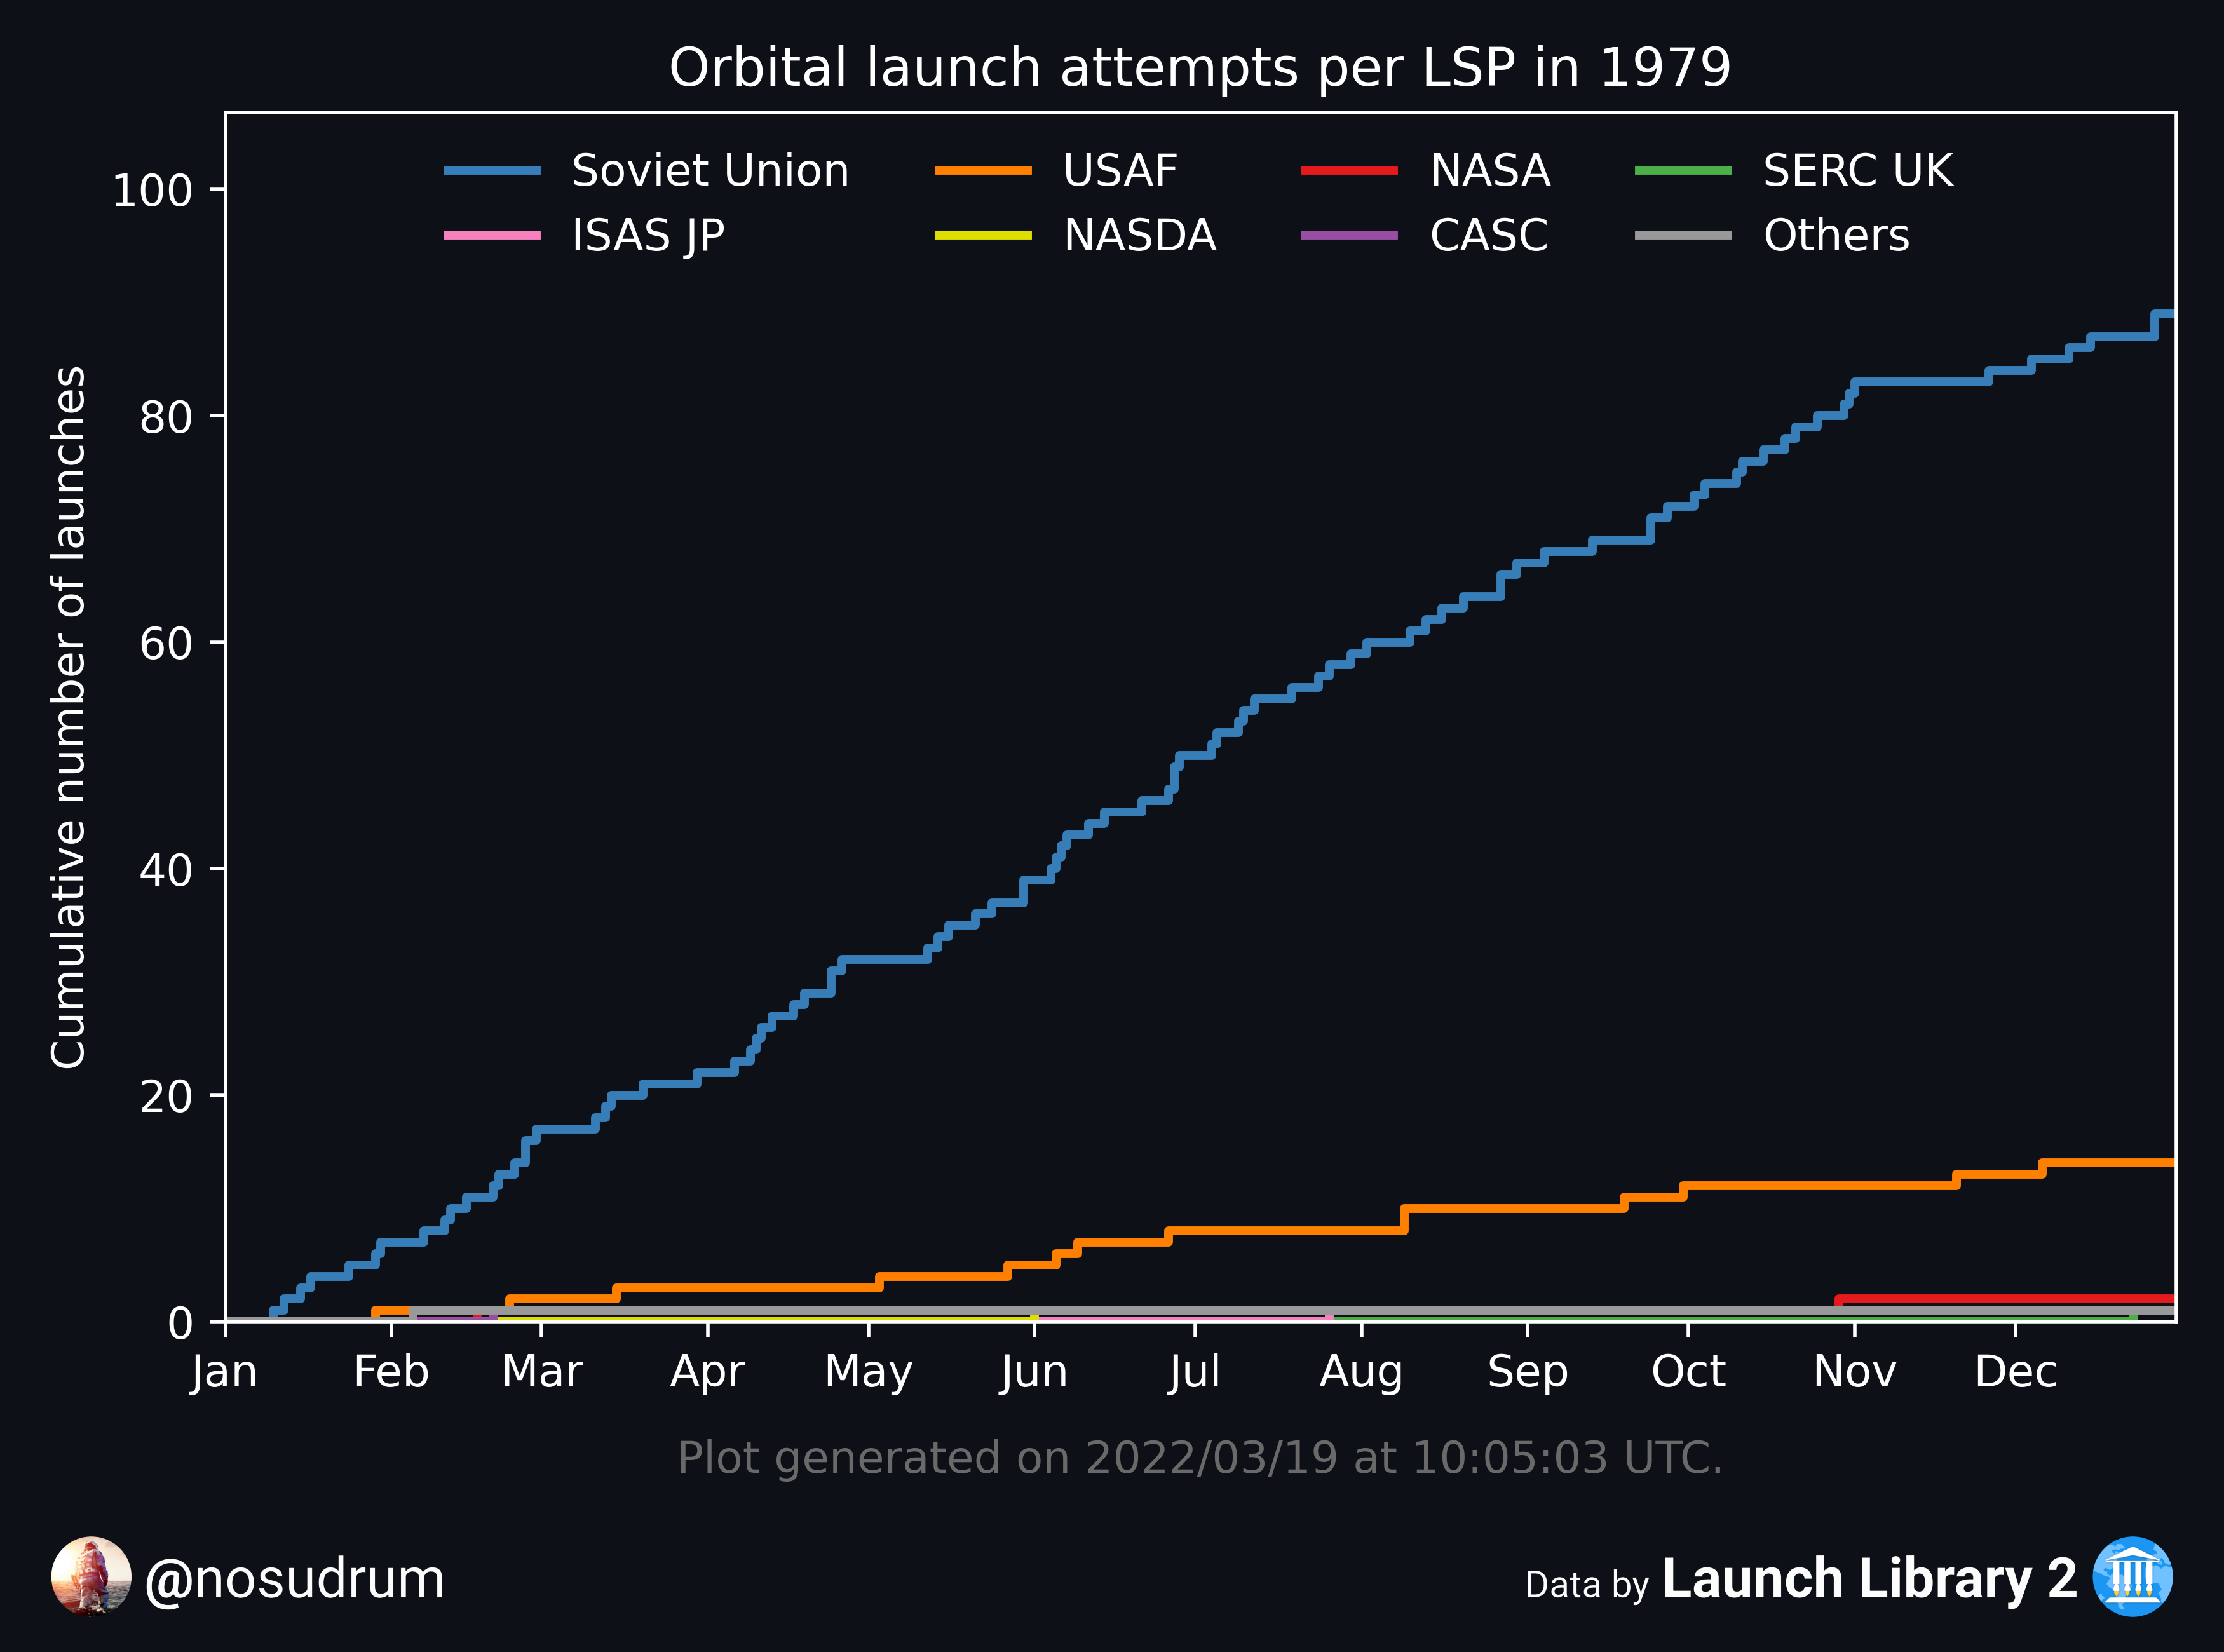 Orbital launch attempts per LSP in 1979
Soviet Union USAF NASA SERC UK
ISAS JP NASDA CASC Others
Cumulative number of launches
100
80
60
40
20
0
Jan Feb Mar Apr May Jun Jul Aug Sep Oct Nov Dec
Plot generated on 2022/03/19 at 10:05:03 UTC.
@nosudrum
Data by Launch Library 2